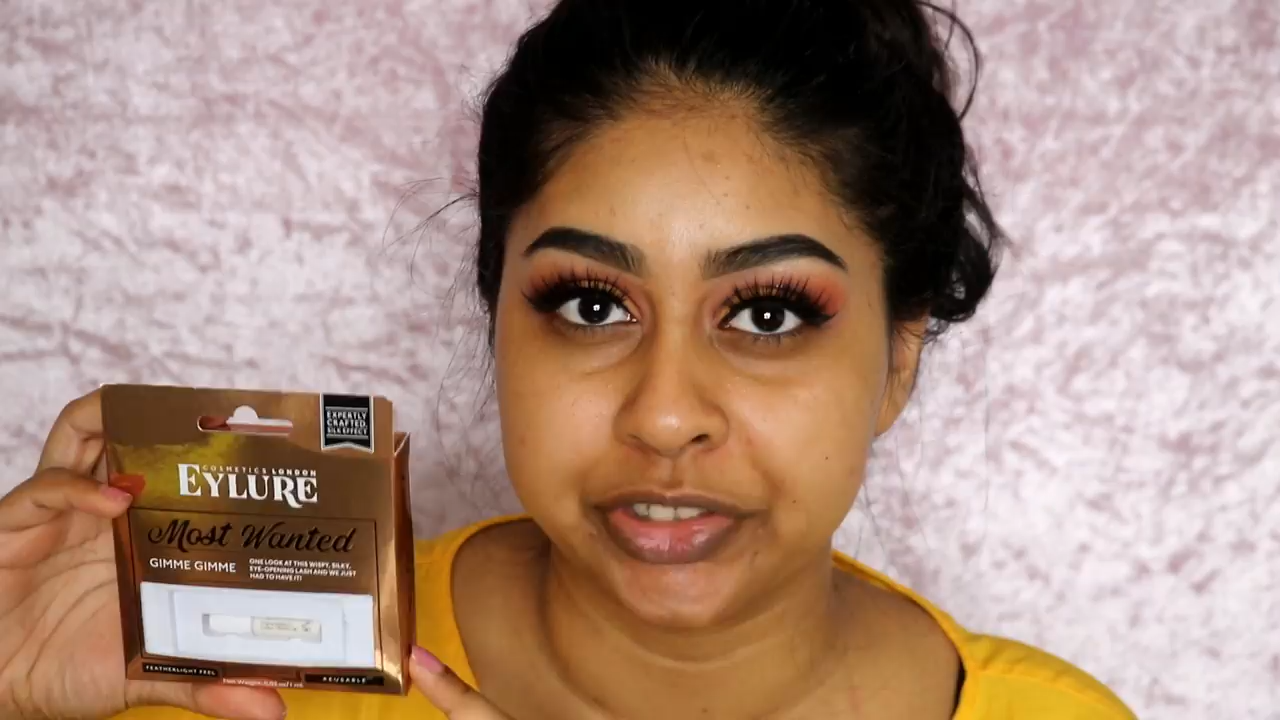 EXPERTLY
CRAFTED
SILK EFFECT
COSMETICS LONDON
EYLURE
Most Wanted
GIMME GIMME
ONE LOOK AT THIS WISPY, SILKY,
EYE-OPENING LASH AND WE JUST
HAD TO HAVE IT!
FEATHERLIGHT FEEL
REUSABLE